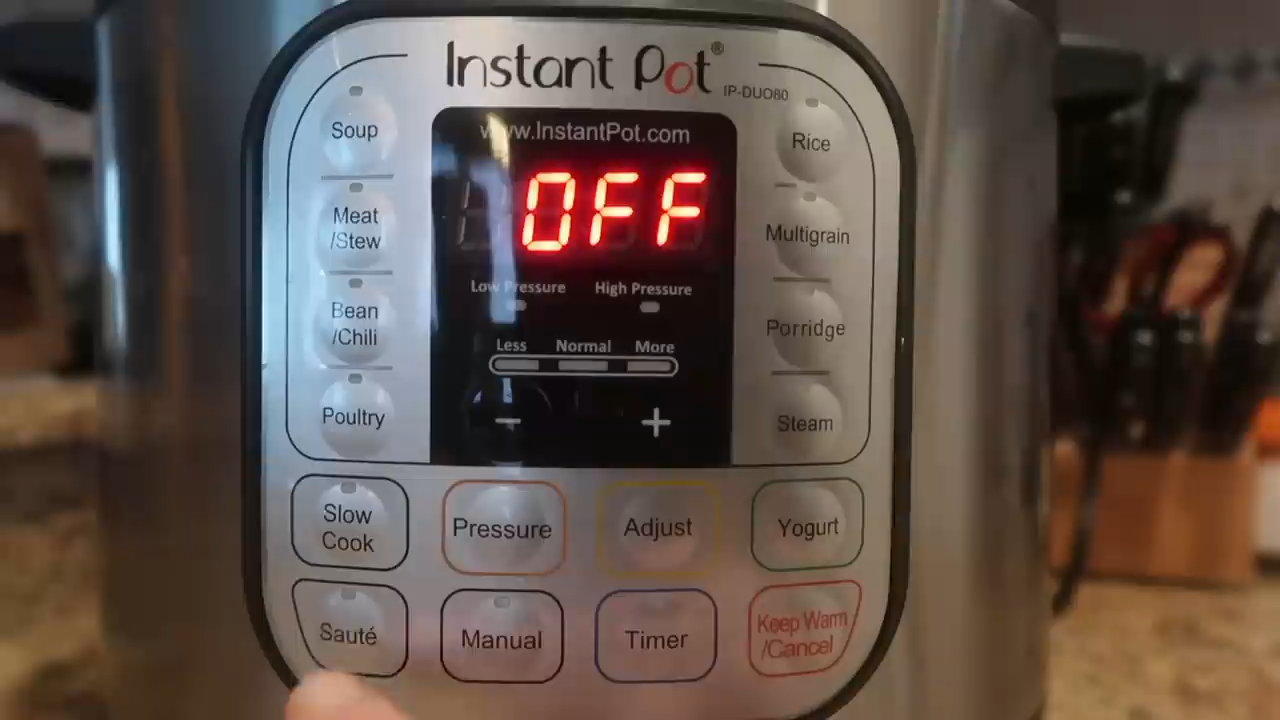 Instant Pot®
IP-DUO80
www.InstantPot.com
OFF
Low Pressure High Pressure
Less Normal More
− +
Soup
Meat
/Stew
Bean
/Chili
Poultry
Rice
Multigrain
Porridge
Steam
Slow
Cook
Pressure
Adjust
Yogurt
Sauté
Manual
Timer
Keep Warm
/Cancel